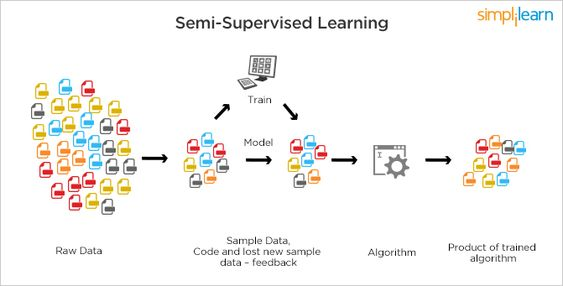 Semi-Supervised Learning
simplilearn
Train
Model
Raw Data
Sample Data,
Code and lost new sample
data – feedback
Algorithm
Product of trained
algorithm